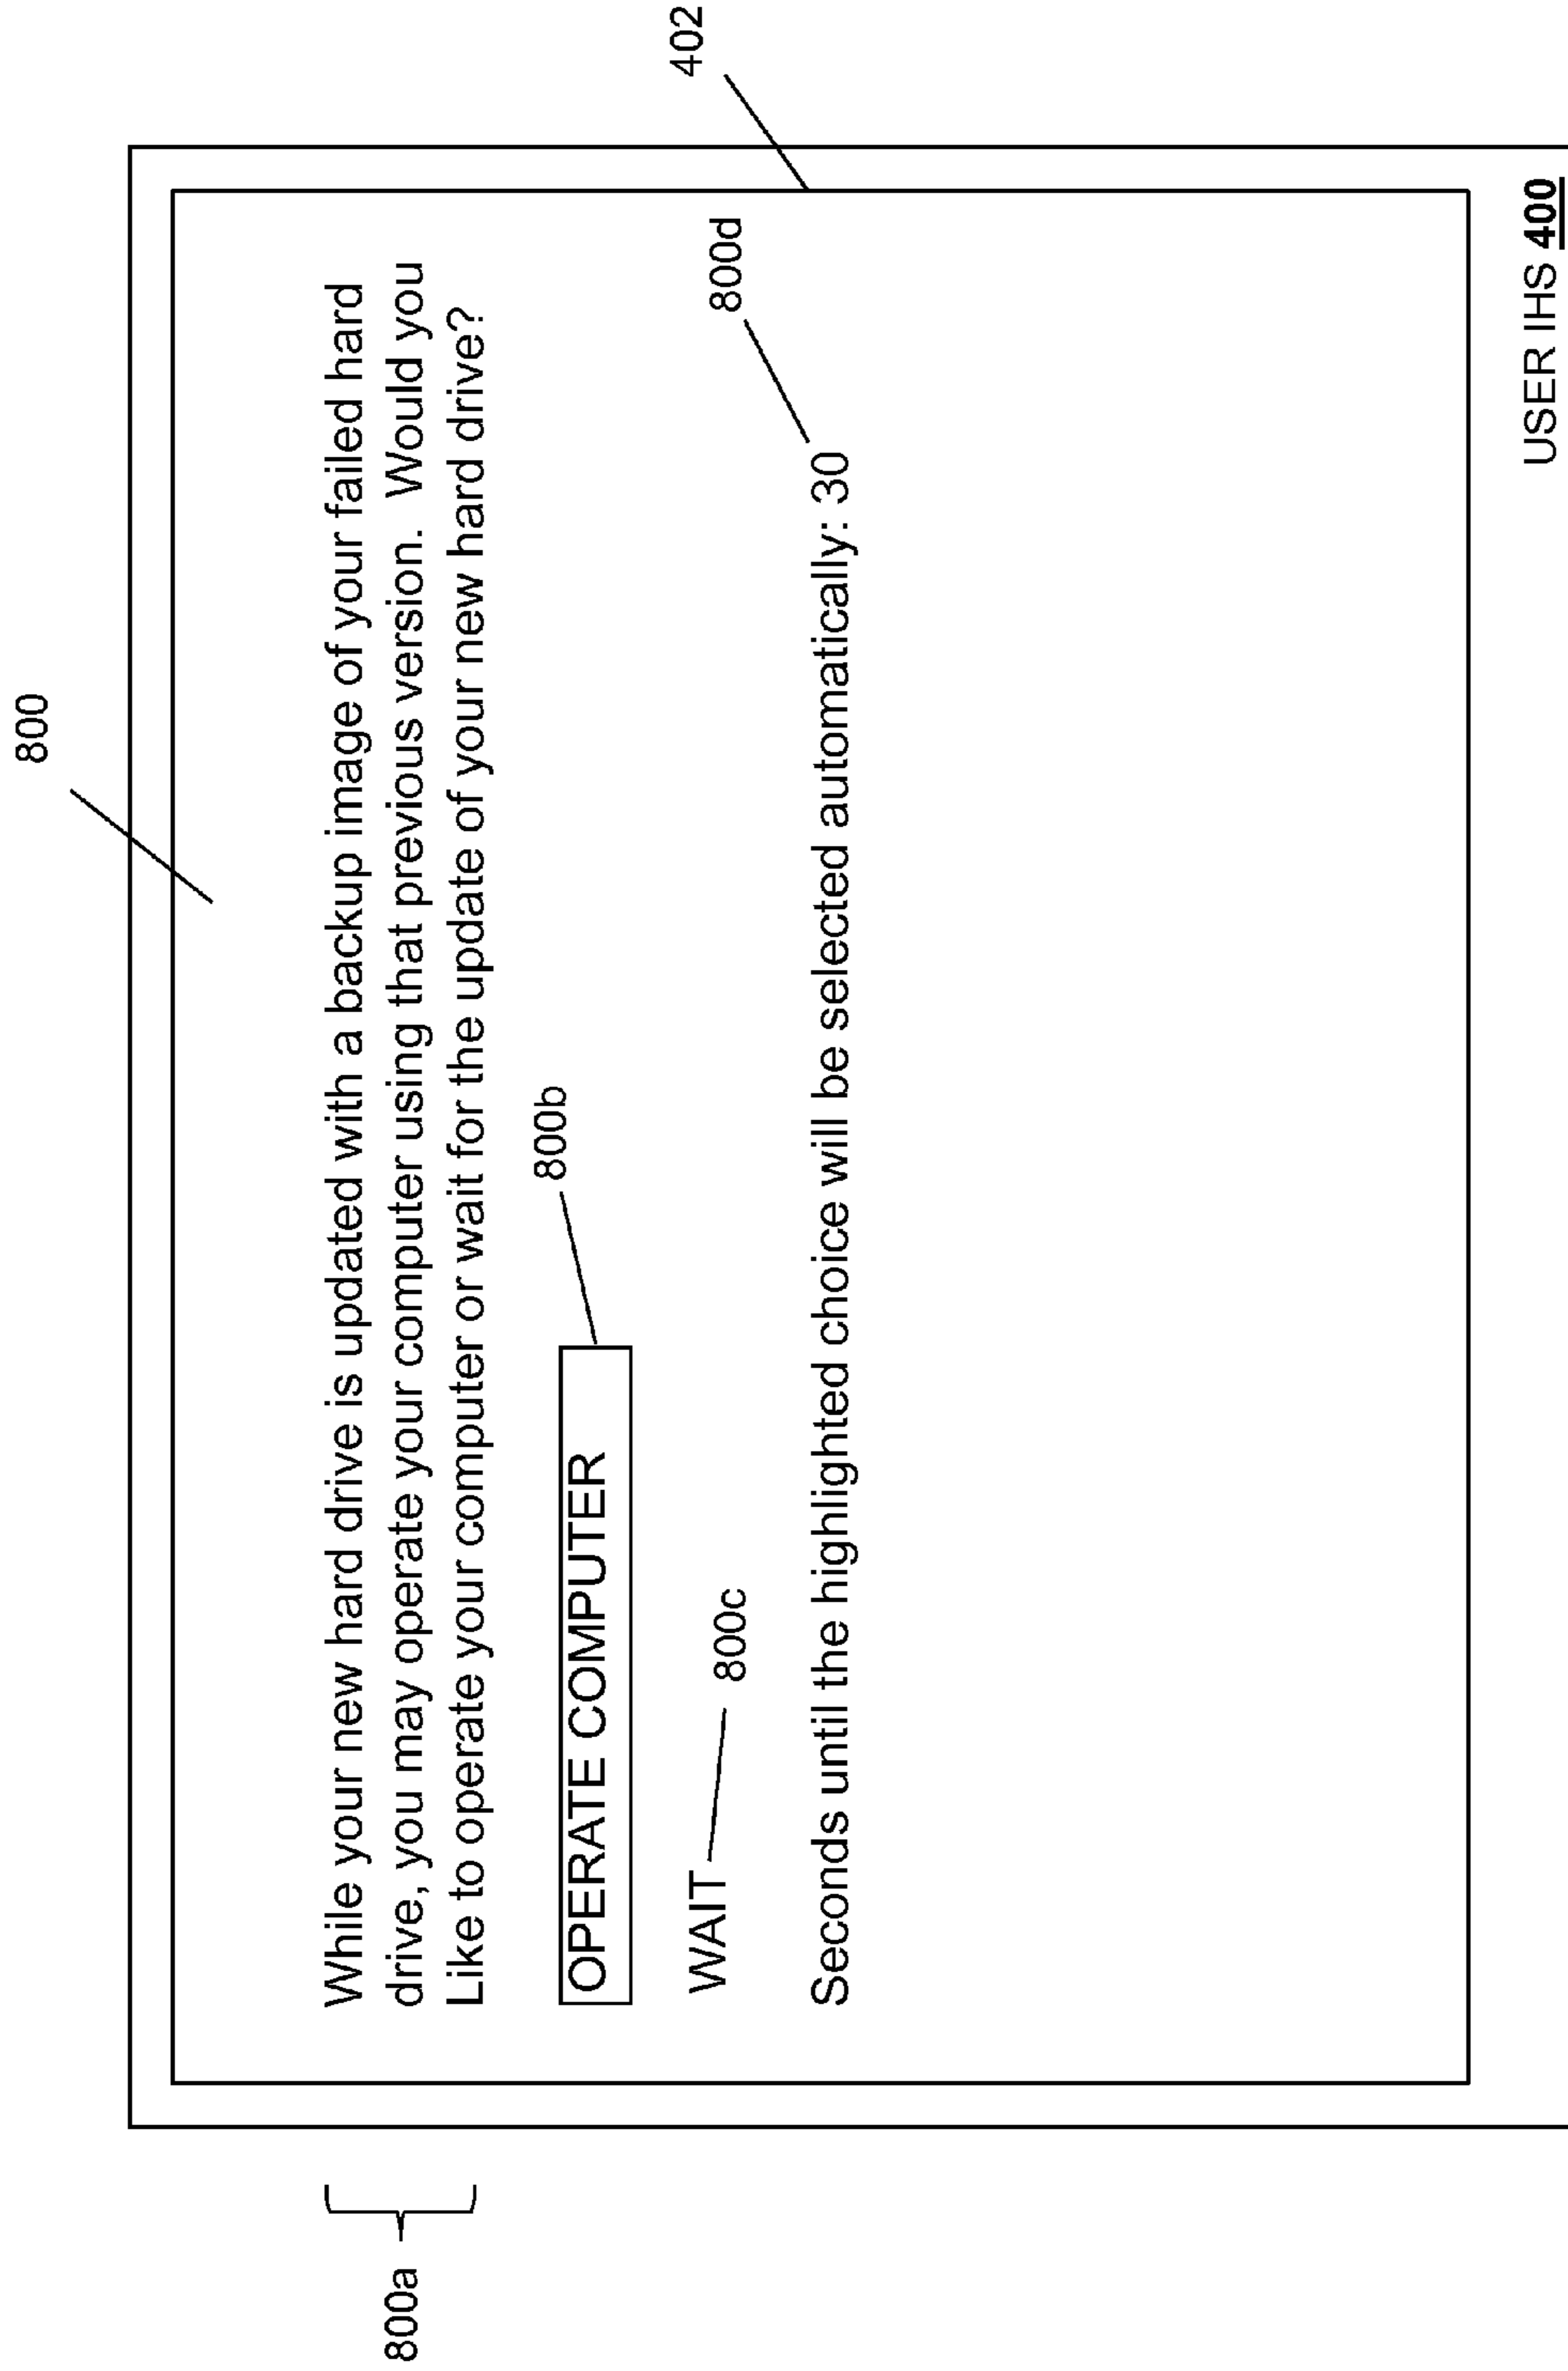 800
402
800a
While your new hard drive is updated with a backup image of your failed hard
drive, you may operate your computer using that previous version.  Would you
Like to operate your computer or wait for the update of your new hard drive?
800b
OPERATE COMPUTER
800c
WAIT
800d
Seconds until the highlighted choice will be selected automatically: 30
USER IHS 400